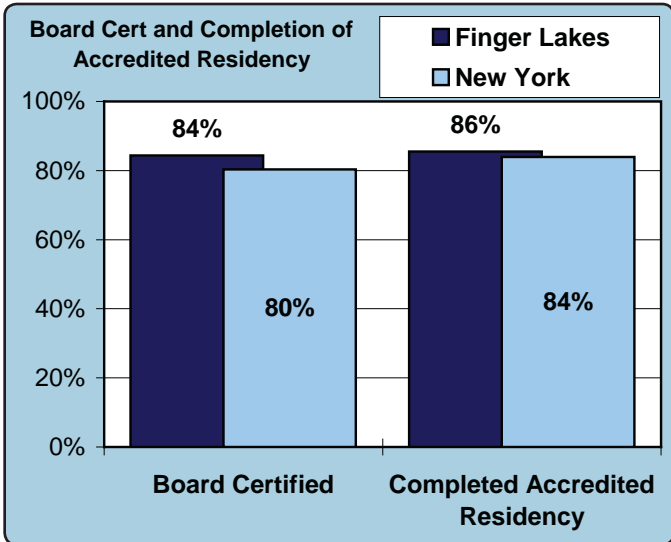 Board Cert and Completion of
Accredited Residency
Finger Lakes
New York
100%
80%
60%
40%
20%
0%
84%
80%
86%
84%
Board Certified
Completed Accredited
Residency